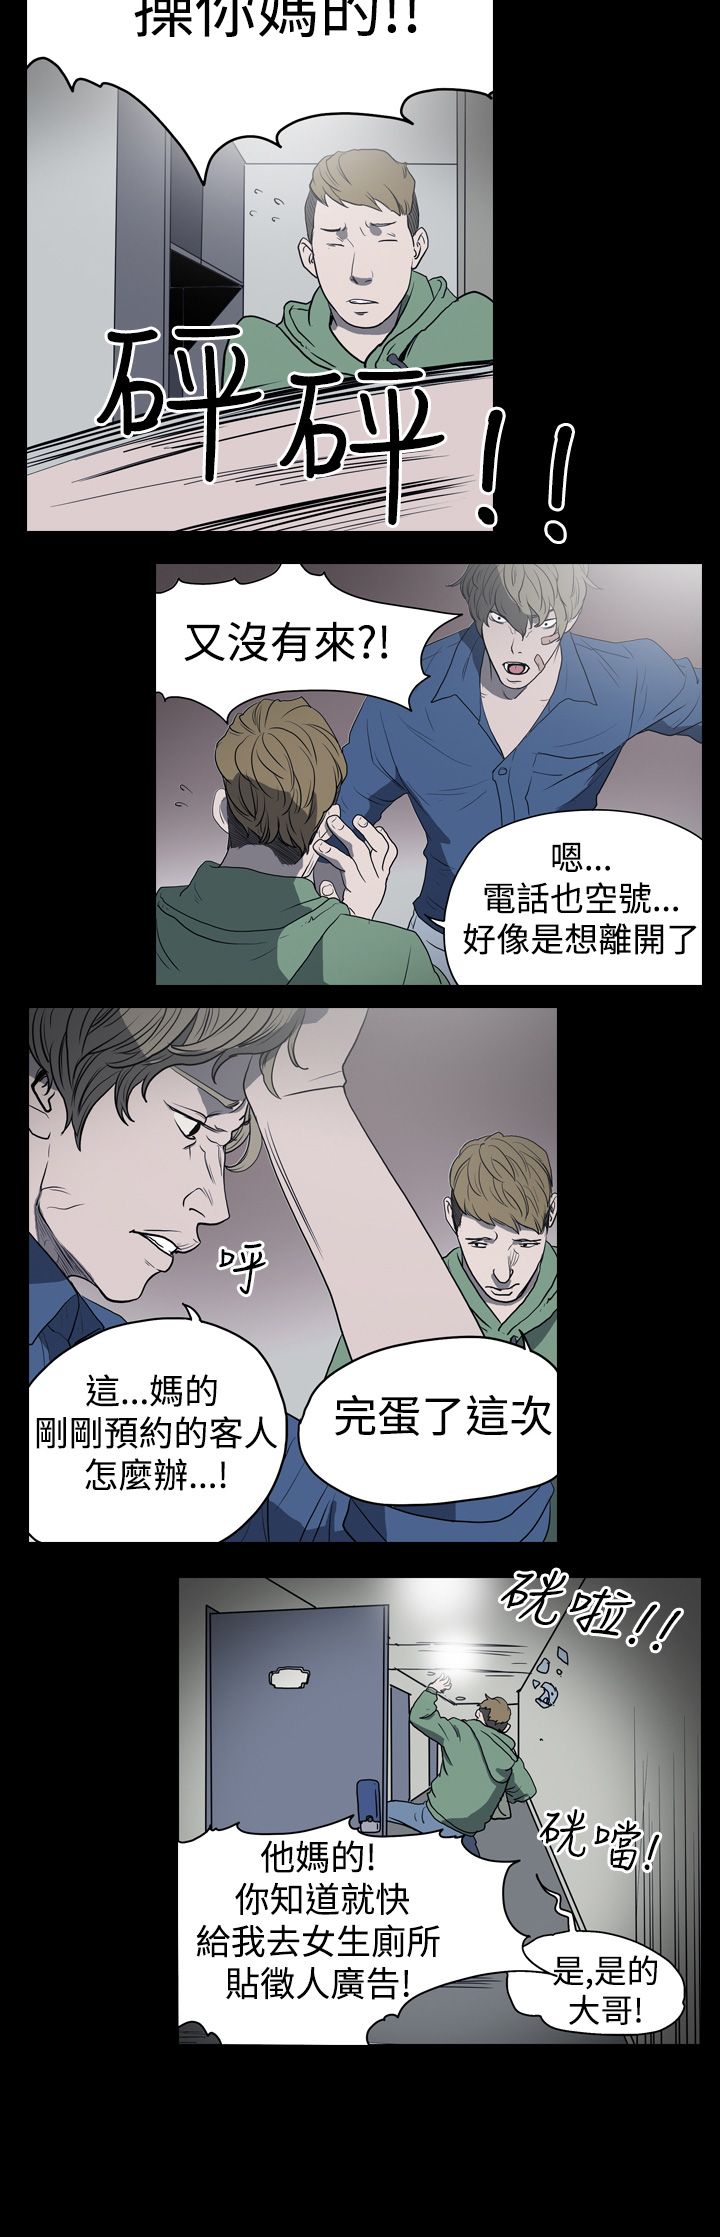 操你媽的!!
砰砰!!
又沒有來?!
嗯...
電話也空號...
好像是想離開了
呼
這...媽的
剛剛預約的客人
怎麼辦...!
完蛋了這次
硄啦!!
硄噹!
他媽的!
你知道就快
給我去女生廁所
貼徵人廣告!
是,是的
大哥!